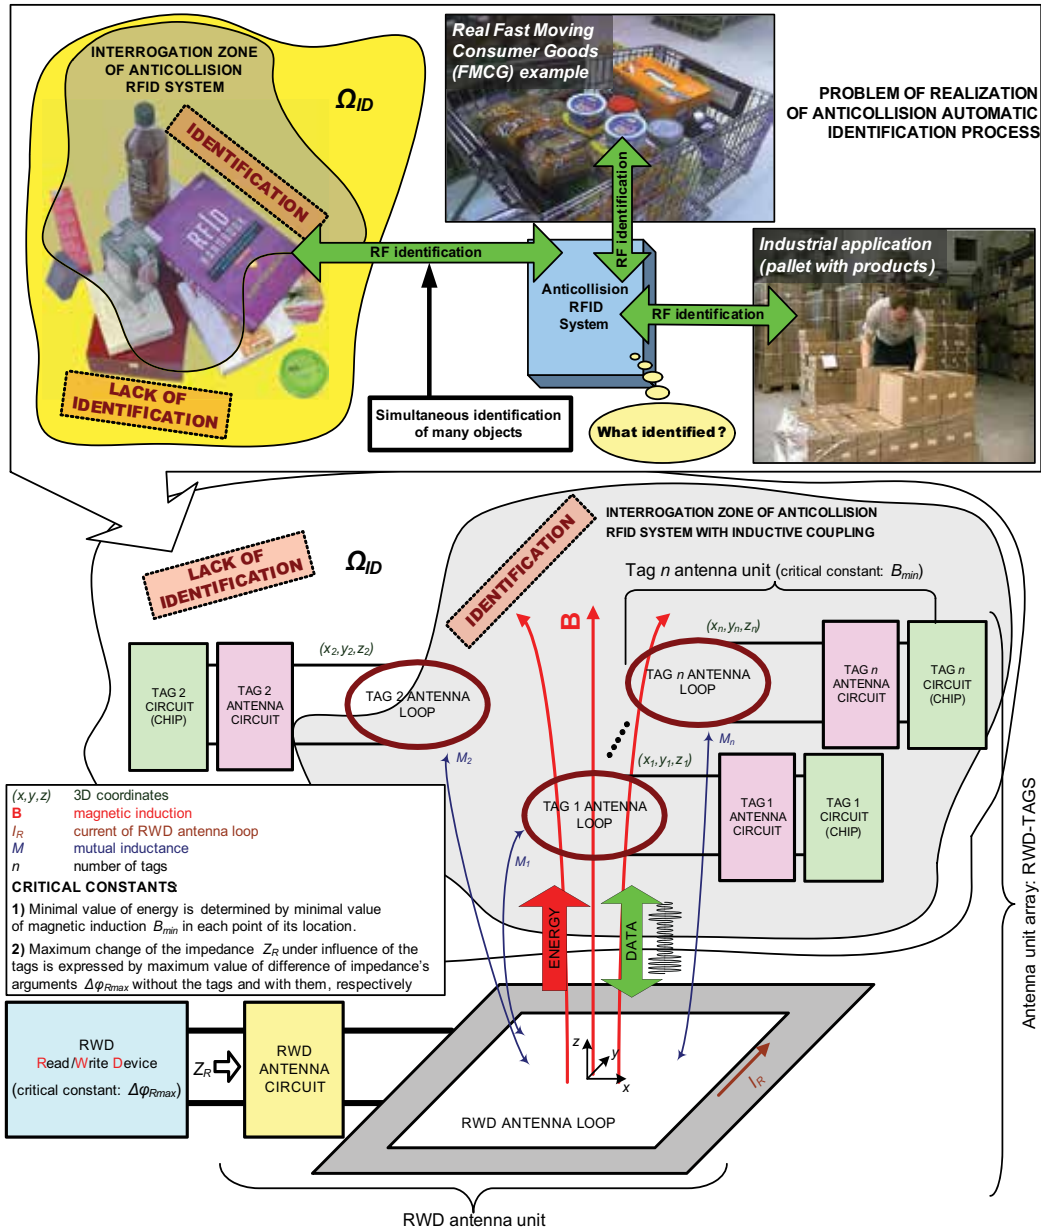 INTERROGATION ZONE
OF ANTICOLLISION
RFID SYSTEM
Ω_ID
IDENTIFICATION
RFID
HANDBOOK
LACK OF
IDENTIFICATION
Real Fast Moving
Consumer Goods
(FMCG) example
PROBLEM OF REALIZATION
OF ANTICOLLISION AUTOMATIC
IDENTIFICATION PROCESS
RF identification
RF identification
RF identification
Anticollision
RFID
System
Industrial application
(pallet with products)
Simultaneous identification
of many objects
What identified?
LACK OF
IDENTIFICATION
Ω_ID
IDENTIFICATION
INTERROGATION ZONE OF ANTICOLLISION
RFID SYSTEM WITH INDUCTIVE COUPLING
Tag n antenna unit (critical constant: B_min)
B
(x_2,y_2,z_2)
TAG 2
CIRCUIT
(CHIP)
TAG 2
ANTENNA
CIRCUIT
TAG 2 ANTENNA
LOOP
(x_n,y_n,z_n)
TAG n ANTENNA
LOOP
TAG n
ANTENNA
CIRCUIT
TAG n
CIRCUIT
(CHIP)
M_2
M_n
(x_1,y_1,z_1)
TAG 1 ANTENNA
LOOP
TAG 1
ANTENNA
CIRCUIT
TAG 1
CIRCUIT
(CHIP)
M_1
(x,y,z) 3D coordinates
B magnetic induction
I_R current of RWD antenna loop
M mutual inductance
n number of tags
CRITICAL CONSTANTS:
1) Minimal value of energy is determined by minimal value
of magnetic induction B_min in each point of its location.
2) Maximum change of the impedance Z_R under influence of the
tags is expressed by maximum value of difference of impedance's
arguments Δφ_Rmax without the tags and with them, respectively
ENERGY
DATA
Antenna unit array: RWD-TAGS
RWD
Read/Write Device
(critical constant: Δφ_Rmax)
Z_R
RWD
ANTENNA
CIRCUIT
z
y
x
I_R
RWD ANTENNA LOOP
RWD antenna unit